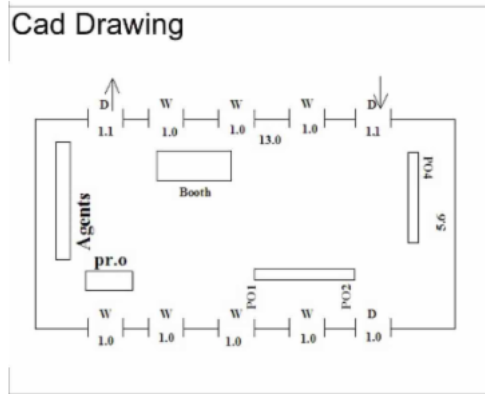 Cad Drawing
D W W W D
1.1 1.0 1.0 13.0 1.0 1.1
Booth
Agents
PO4
5.6
pr.o
PO1
PO2
W W W W D
1.0 1.0 1.0 1.0 1.0